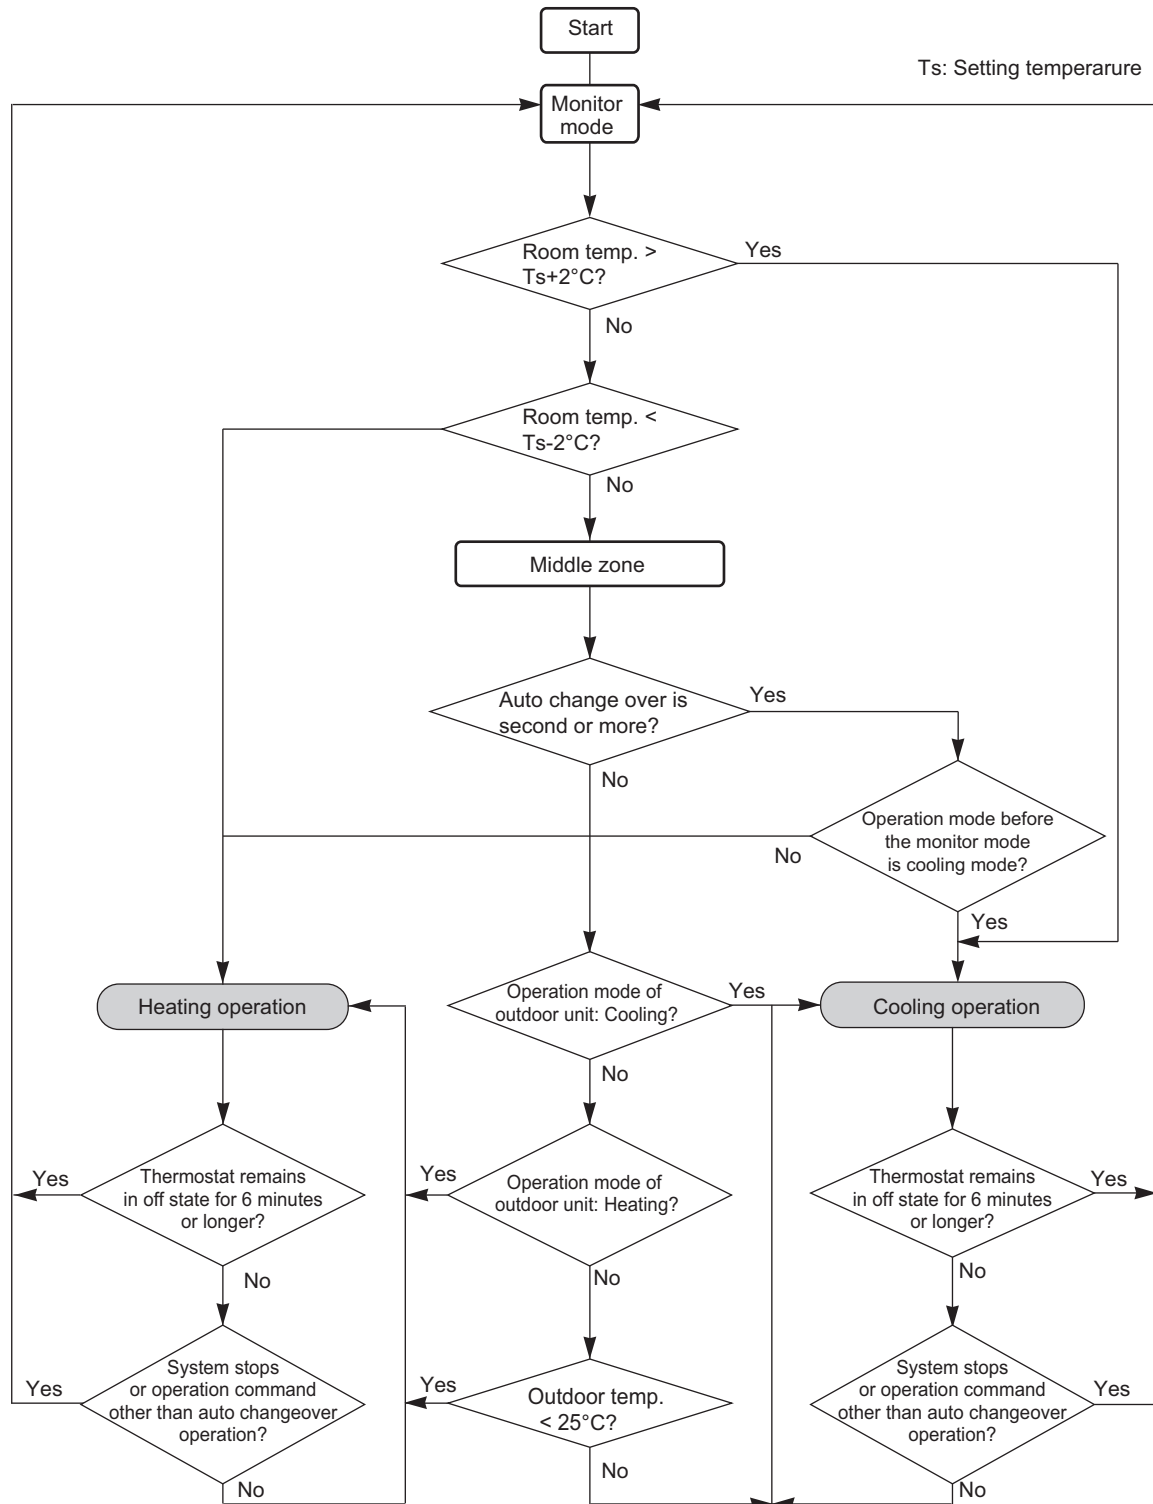 Start
Ts: Setting temperarure
Monitor
mode
Room temp. >
Ts+2°C?
Yes
No
Room temp. <
Ts-2°C?
No
Middle zone
Auto change over is
second or more?
Yes
No
Operation mode before
the monitor mode
is cooling mode?
No
Yes
Heating operation
Operation mode of
outdoor unit: Cooling?
Yes
Cooling operation
No
Yes
Thermostat remains
in off state for 6 minutes
or longer?
No
Yes
Operation mode of
outdoor unit: Heating?
No
Thermostat remains
in off state for 6 minutes
or longer?
Yes
No
Yes
System stops
or operation command
other than auto changeover
operation?
No
Yes
Outdoor temp.
< 25°C?
No
System stops
or operation command
other than auto changeover
operation?
Yes
No